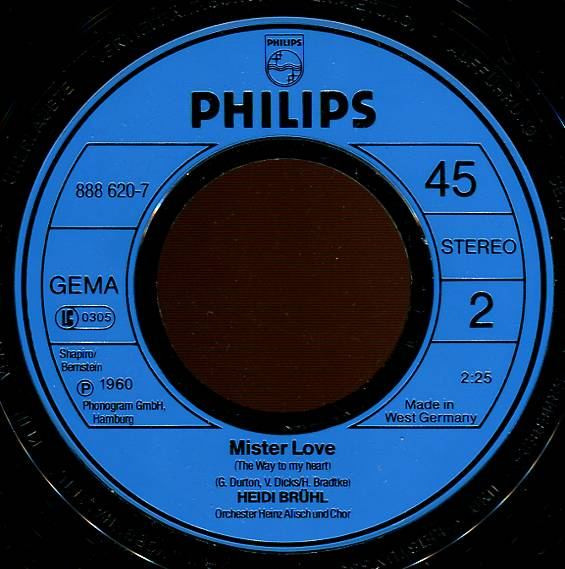 PHILIPS
PHILIPS
888 620-7
45
STEREO
GEMA
LC 0305
2
Shapiro/
Bernstein
℗ 1960
Phonogram GmbH,
Hamburg
2:25
Made in
West Germany
Mister Love
(The Way to my heart)
(G. Durton, V. Dicks/H. Bradtke)
HEIDI BRÜHL
Orchester Heinz Alisch und Chor